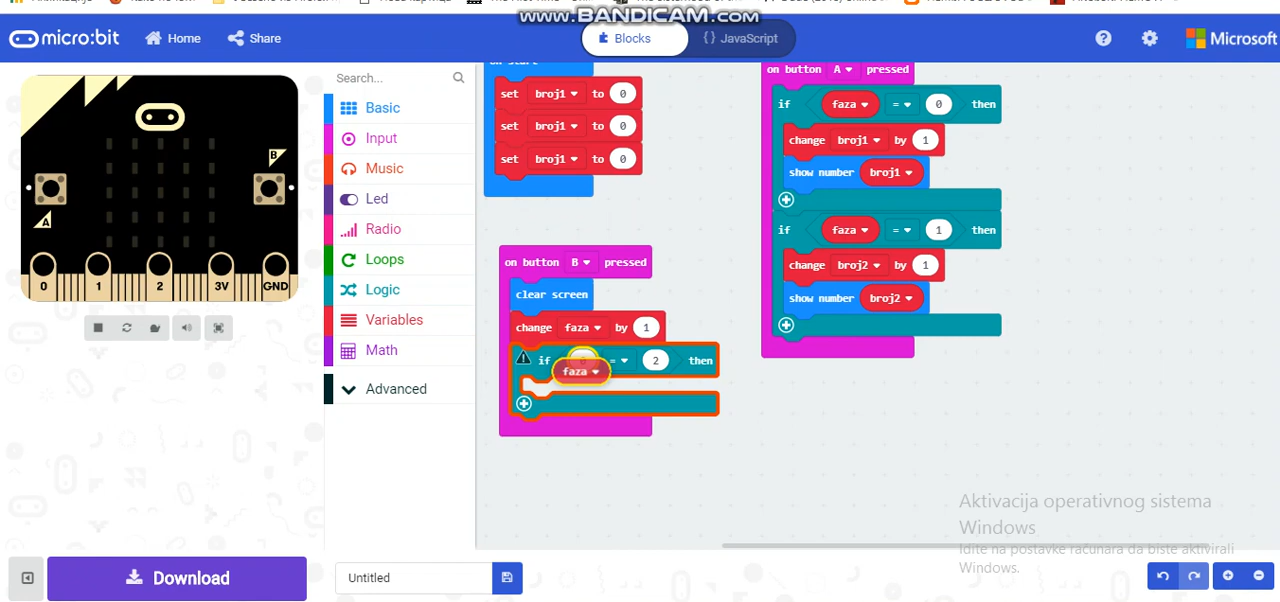 www.BANDICAM.com
micro:bit
Home
Share
Blocks
{ } JavaScript
Microsoft
Search...
Basic
Input
Music
Led
Radio
Loops
Logic
Variables
Math
Advanced
A
B
0 1 2 3V GND
set broj1 to 0
set broj1 to 0
set broj1 to 0
on button B pressed
clear screen
change faza by 1
if = 2 then
faza
on button A pressed
if faza = 0 then
change broj1 by 1
show number broj1
if faza = 1 then
change broj2 by 1
show number broj2
Aktivacija operativnog sistema
Windows
Idite na postavke računara da biste aktivirali
Windows.
Download
Untitled